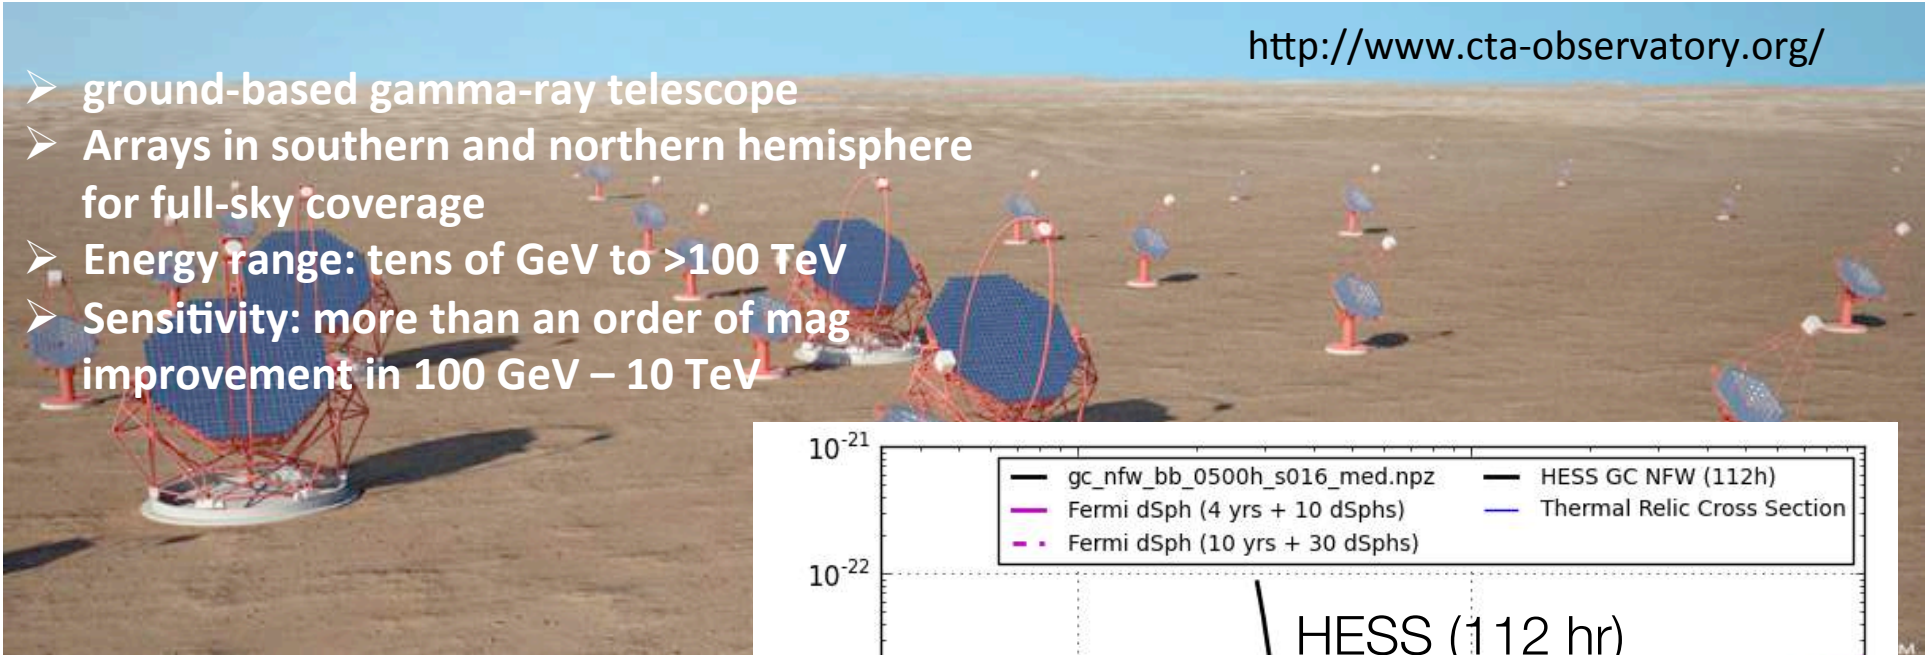 http://www.cta-observatory.org/
➢ ground-based gamma-ray telescope
➢ Arrays in southern and northern hemisphere
for full-sky coverage
➢ Energy range: tens of GeV to >100 TeV
➢ Sensitivity: more than an order of mag
improvement in 100 GeV – 10 TeV
10^-21
gc_nfw_bb_0500h_s016_med.npz
HESS GC NFW (112h)
Fermi dSph (4 yrs + 10 dSphs)
Thermal Relic Cross Section
Fermi dSph (10 yrs + 30 dSphs)
10^-22
HESS (112 hr)